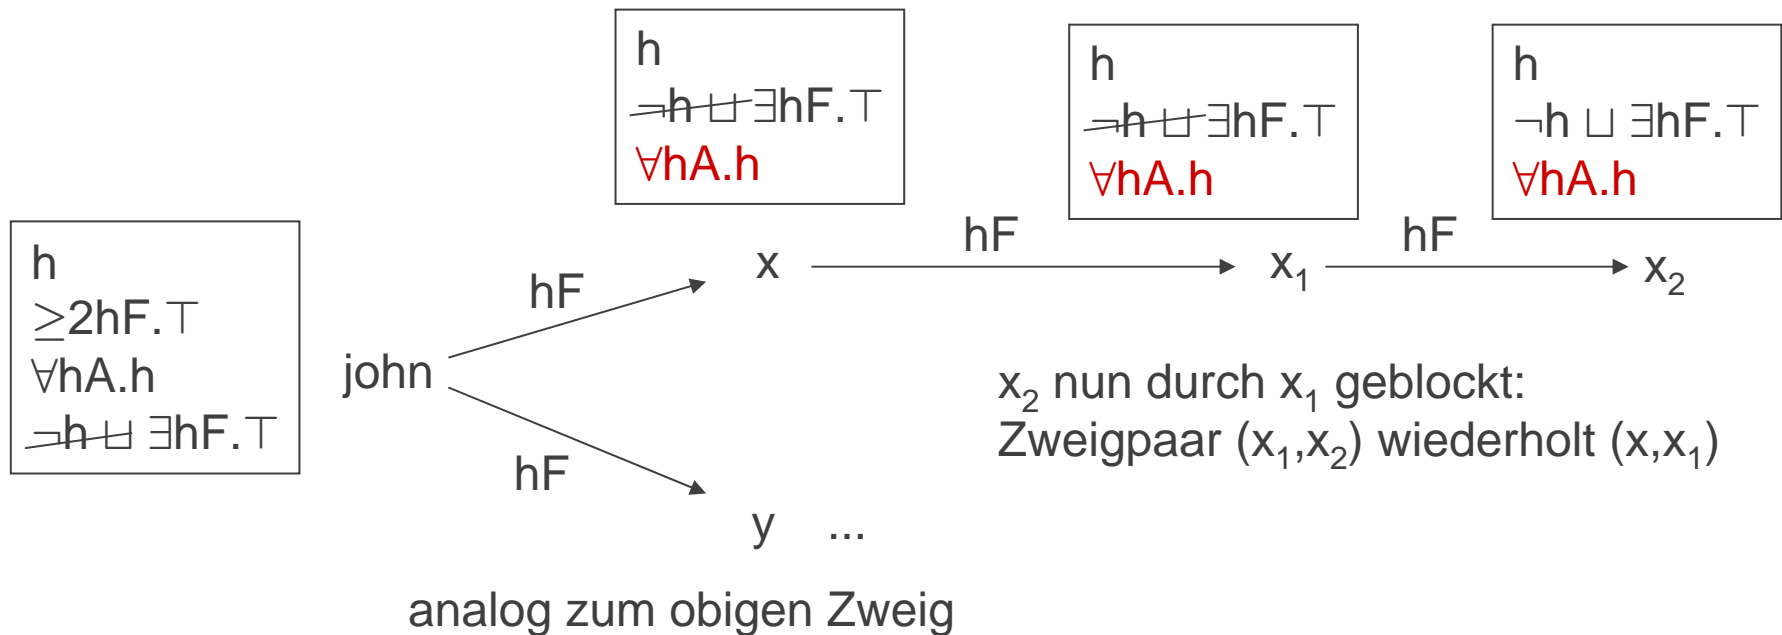 h
¬h ⊔ ∃hF.⊤
∀hA.h
h
¬h ⊔ ∃hF.⊤
∀hA.h
h
¬h ⊔ ∃hF.⊤
∀hA.h
h
≥2hF.⊤
∀hA.h
¬h ⊔ ∃hF.⊤
john
hF
x
hF
x₁
hF
x₂
x₂ nun durch x₁ geblockt:
Zweigpaar (x₁,x₂) wiederholt (x,x₁)
hF
y ...
analog zum obigen Zweig